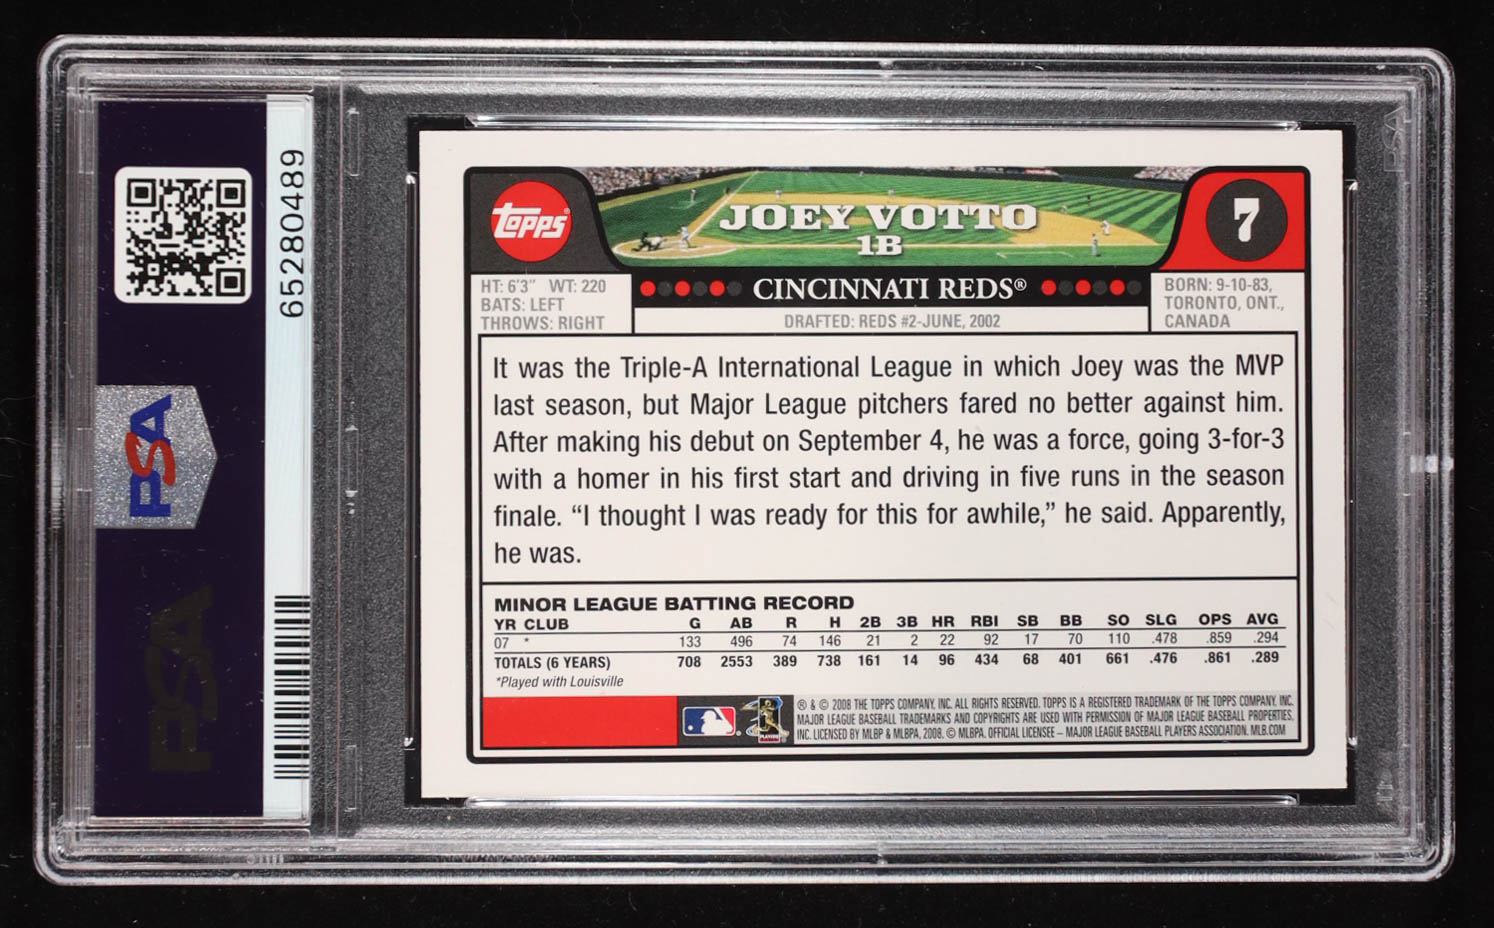 65280489
PSA
PSA
PSA
Topps®
JOEY VOTTO
1B
7
HT: 6'3" WT: 220
BATS: LEFT
THROWS: RIGHT
CINCINNATI REDS®
DRAFTED: REDS #2-JUNE, 2002
BORN: 9-10-83,
TORONTO, ONT.,
CANADA
It was the Triple-A International League in which Joey was the MVP
last season, but Major League pitchers fared no better against him.
After making his debut on September 4, he was a force, going 3-for-3
with a homer in his first start and driving in five runs in the season
finale. “I thought I was ready for this for awhile,” he said. Apparently,
he was.
MINOR LEAGUE BATTING RECORD
YR CLUB G AB R H 2B 3B HR RBI SB BB SO SLG OPS AVG
07 * 133 496 74 146 21 2 22 92 17 70 110 .478 .859 .294
TOTALS (6 YEARS) 708 2553 389 738 161 14 96 434 68 401 661 .476 .861 .289
*Played with Louisville
PLAYERS
® & © 2008 THE TOPPS COMPANY, INC. ALL RIGHTS RESERVED. TOPPS IS A REGISTERED TRADEMARK OF THE TOPPS COMPANY, INC.
MAJOR LEAGUE BASEBALL TRADEMARKS AND COPYRIGHTS ARE USED WITH PERMISSION OF MAJOR LEAGUE BASEBALL PROPERTIES,
INC. LICENSED BY MLBP & MLBPA, 2008. © MLBPA. OFFICIAL LICENSEE – MAJOR LEAGUE BASEBALL PLAYERS ASSOCIATION. MLB.COM